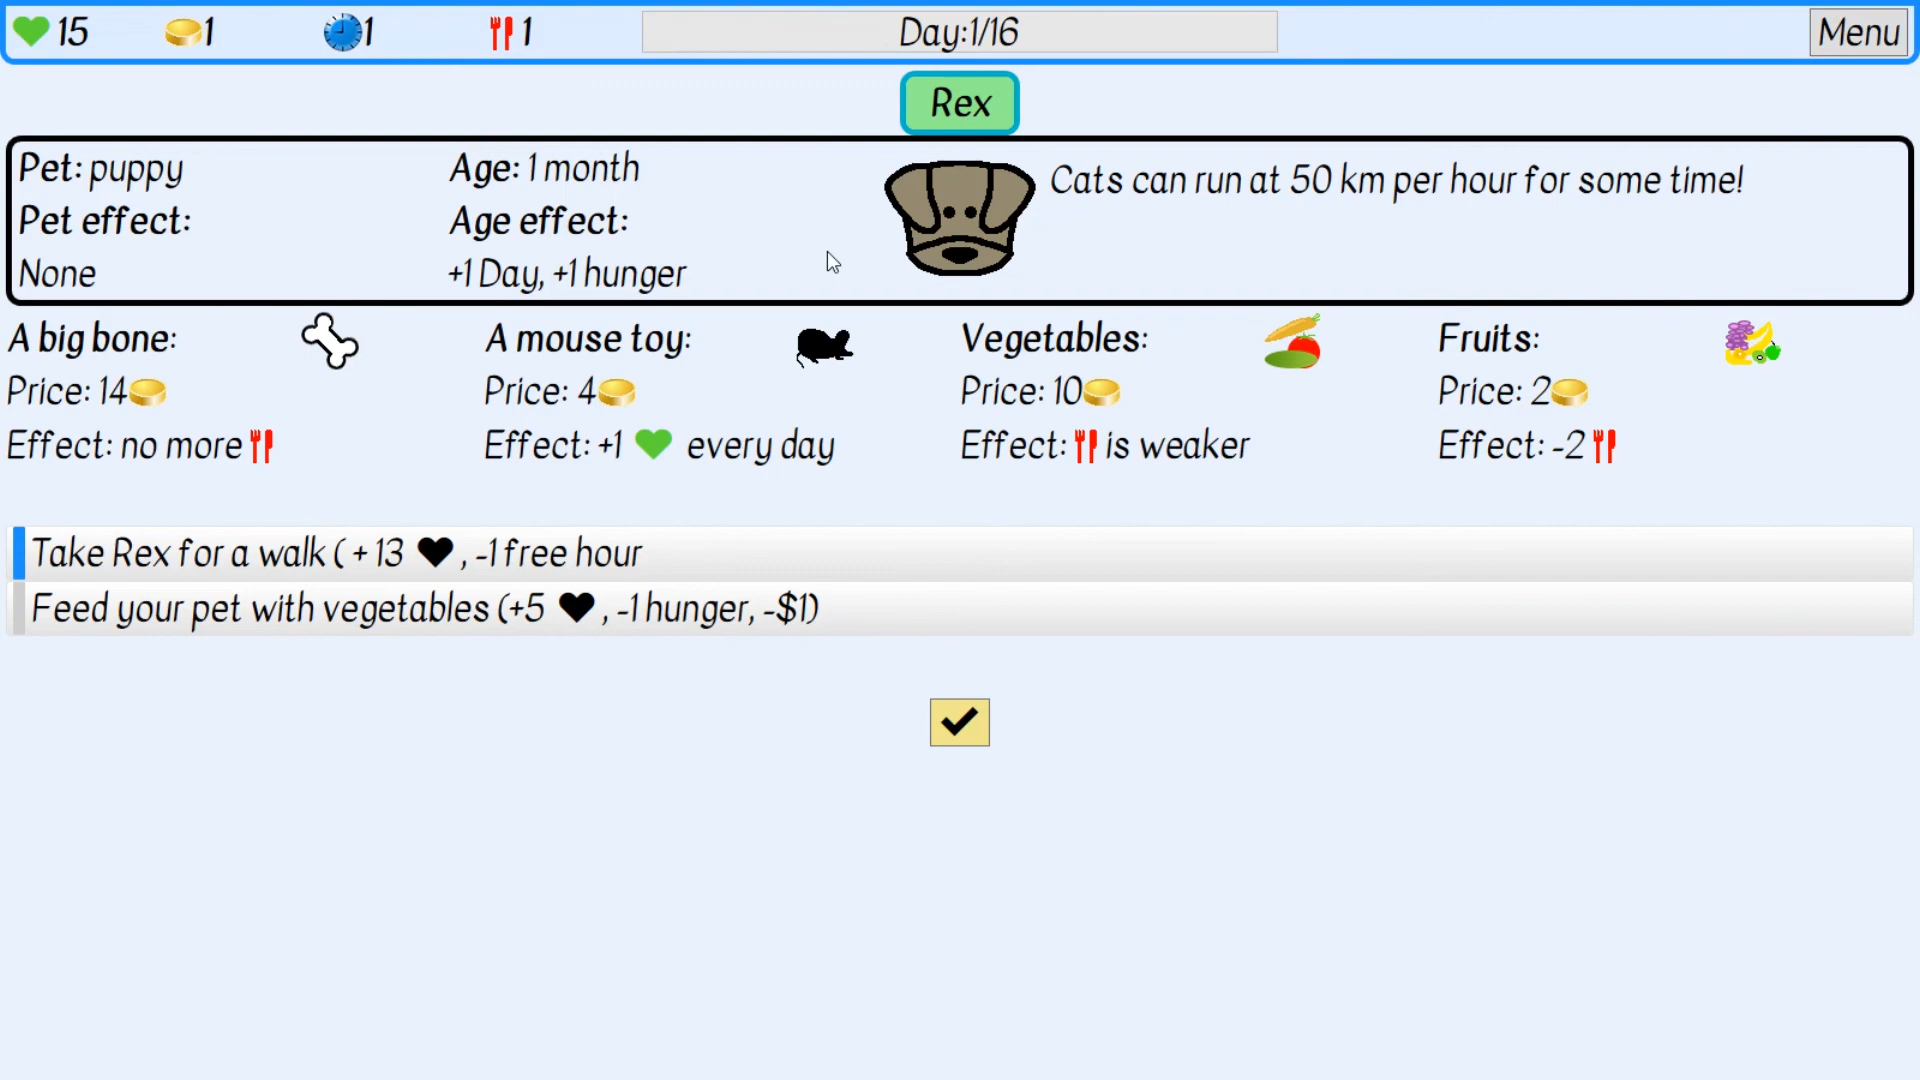 15 1 1 1 Day:1/16 Menu
Rex
Pet: puppy Age: 1 month Cats can run at 50 km per hour for some time!
Pet effect: Age effect:
None +1 Day, +1 hunger
A big bone: A mouse toy: Vegetables: Fruits:
Price: 14 Price: 4 Price: 10 Price: 2
Effect: no more Effect: +1 every day Effect: is weaker Effect: -2
Take Rex for a walk ( + 13 , -1 free hour
Feed your pet with vegetables (+5 , -1 hunger, -$1)